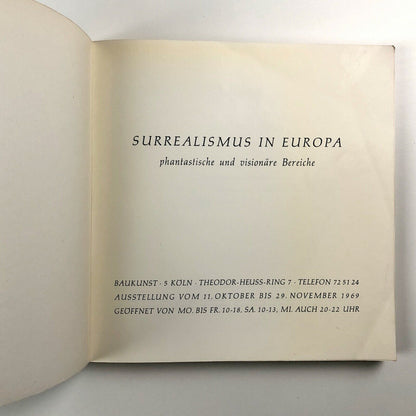 SURREALISMUS IN EUROPA
phantastische und visionäre Bereiche
BAUKUNST · 5 KÖLN · THEODOR-HEUSS-RING 7 · TELEFON 72 51 24
AUSSTELLUNG VOM 11. OKTOBER BIS 29. NOVEMBER 1969
GEÖFFNET VON MO. BIS FR. 10-18, SA. 10-13, MI. AUCH 20-22 UHR